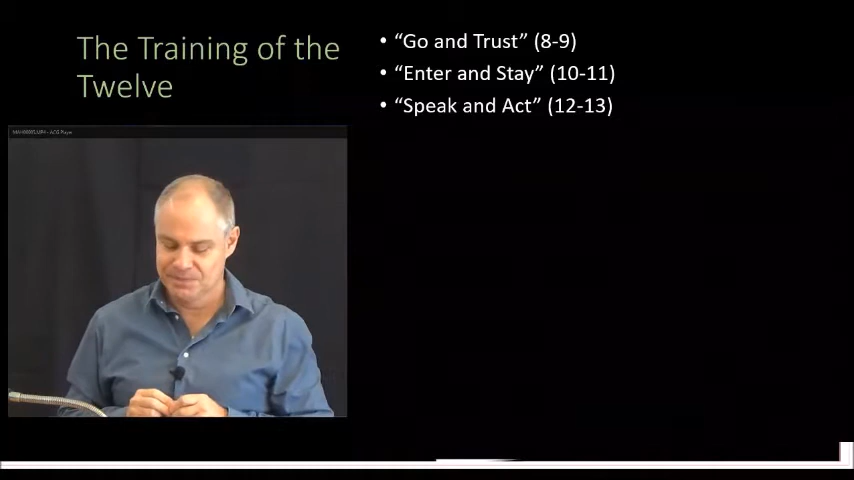 The Training of the
Twelve
• “Go and Trust” (8-9)
• “Enter and Stay” (10-11)
• “Speak and Act” (12-13)